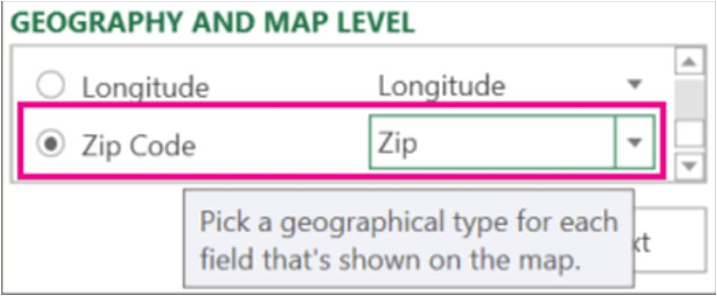 GEOGRAPHY AND MAP LEVEL
Longitude Longitude
Zip Code Zip
Pick a geographical type for each
field that's shown on the map.